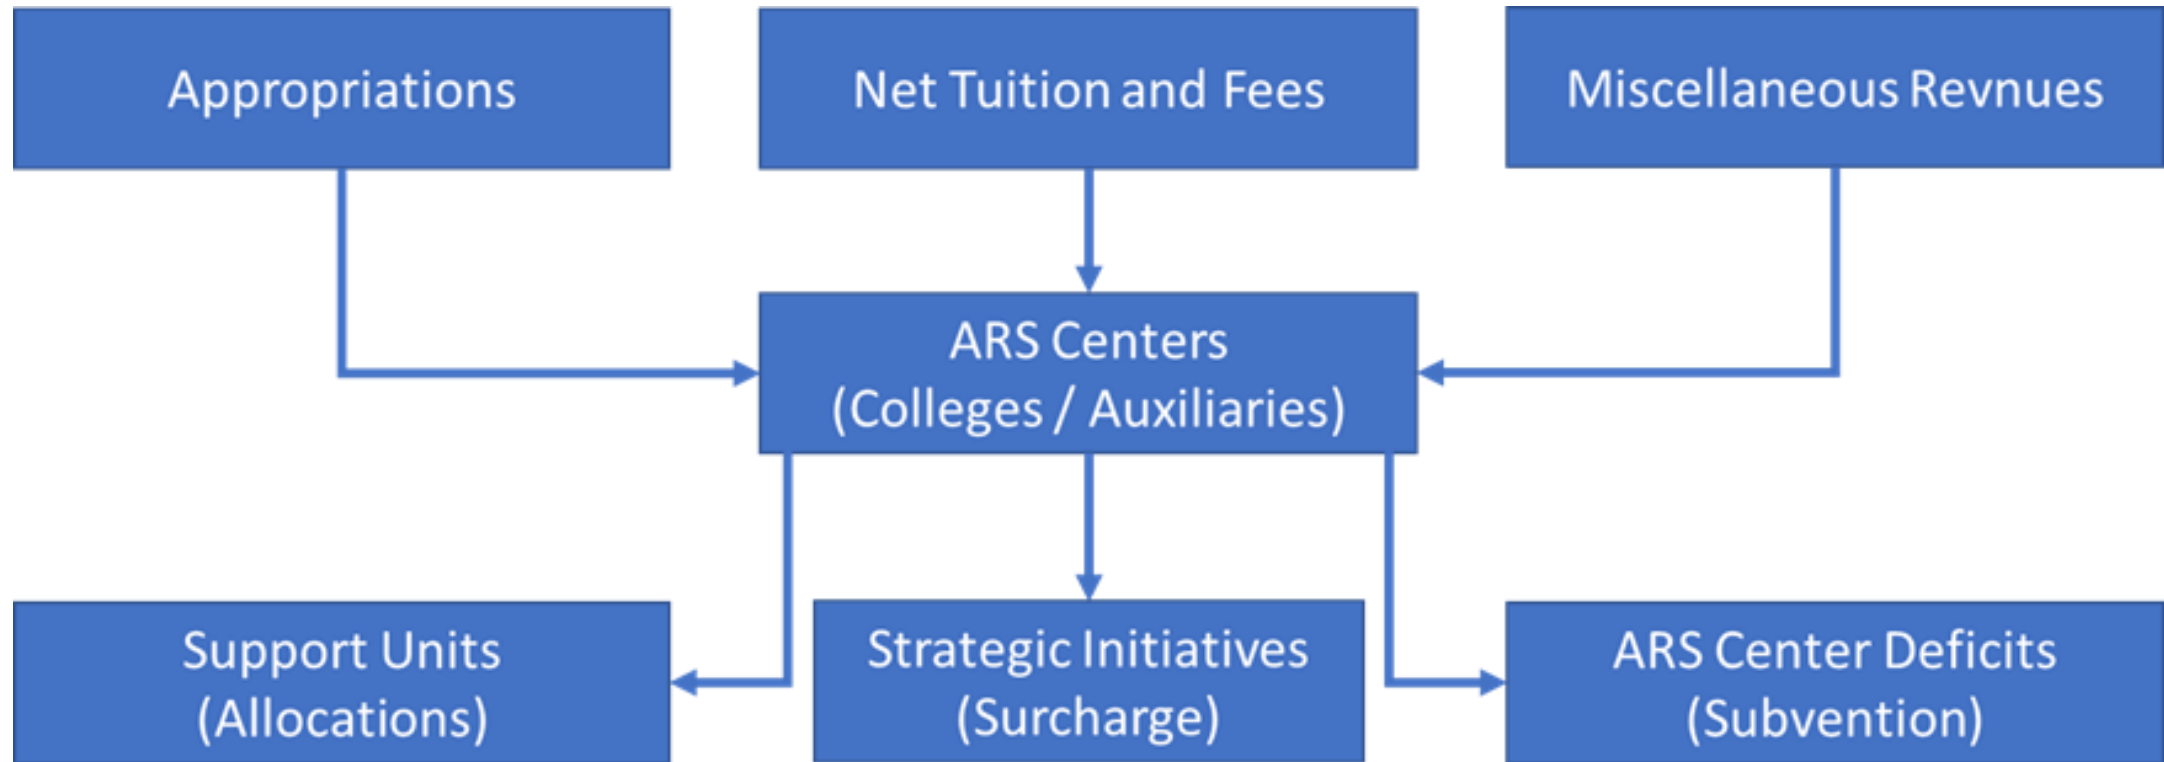 Appropriations
Net Tuition and Fees
Miscellaneous Revnues
ARS Centers
(Colleges / Auxiliaries)
Support Units
(Allocations)
Strategic Initiatives
(Surcharge)
ARS Center Deficits
(Subvention)